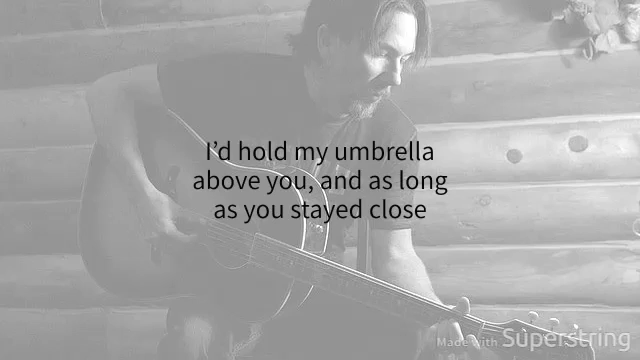 I’d hold my umbrella
above you, and as long
as you stayed close
Made with Superstring